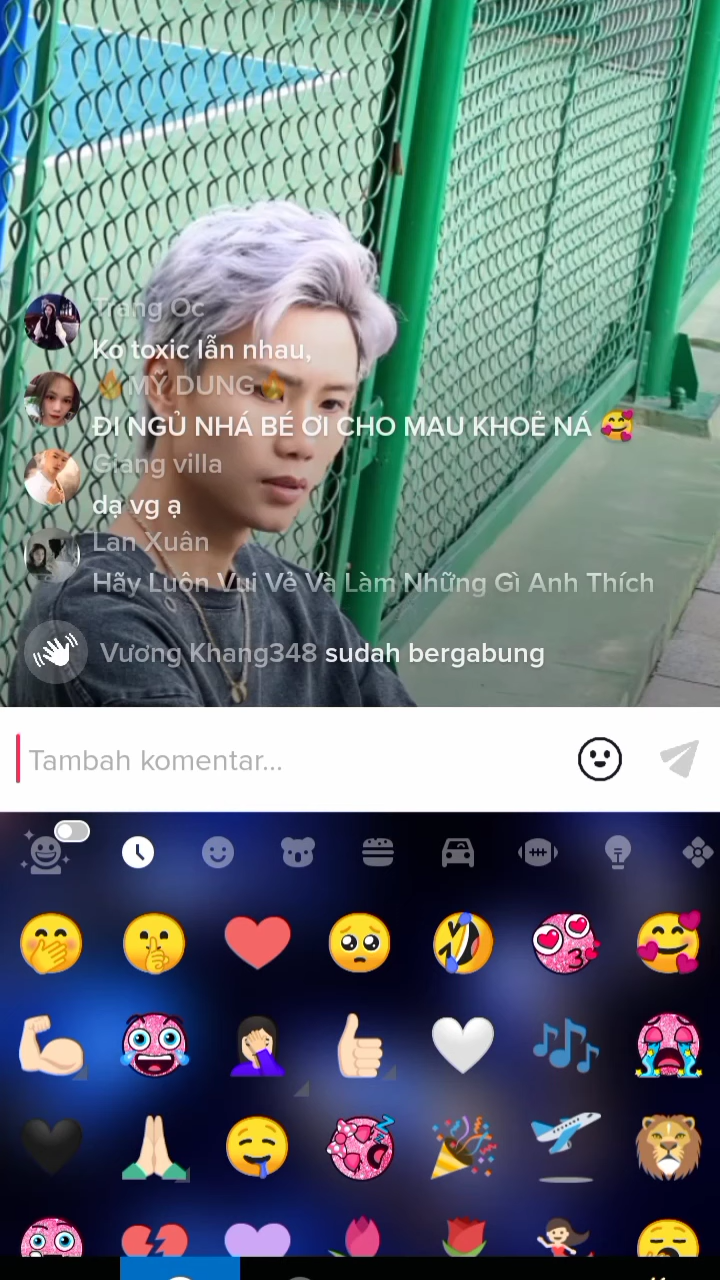 Trang Oc
Ko toxic lẫn nhau,
🔥MỸ DUNG🔥
ĐI NGỦ NHÁ BÉ ƠI CHO MAU KHOẺ NÁ 🥰
Giang villa
dạ vg ạ
Lan Xuân
Hãy Luôn Vui Vẻ Và Làm Những Gì Anh Thích
Vương Khang348 sudah bergabung
Tambah komentar...